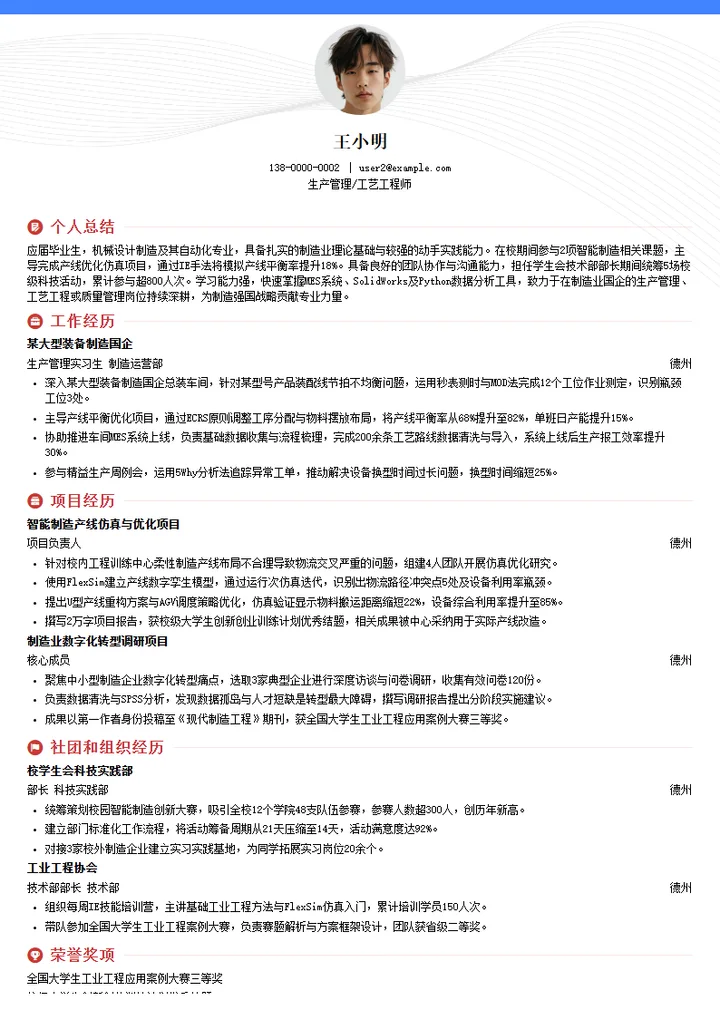 王小明
138-0000-0002 | user2@example.com
生产管理/工艺工程师
个人总结
应届毕业生，机械设计制造及其自动化专业，具备扎实的制造业理论基础与较强的动手实践能力。在校期间参与2项智能制造相关课题，主
导完成产线优化仿真项目，通过IE手法将模拟产线平衡率提升18%。具备良好的团队协作与沟通能力，担任学生会技术部部长期间统筹5场校
级科技活动，累计参与超800人次。学习能力强，快速掌握MES系统、SolidWorks及Python数据分析工具，致力于在制造业国企的生产管理、
工艺工程或质量管理岗位持续深耕，为制造强国战略贡献专业力量。
工作经历
某大型装备制造国企
生产管理实习生 制造运营部 德州
• 深入某大型装备制造国企总装车间，针对某型号产品装配线节拍不均衡问题，运用秒表测时与MOD法完成12个工位作业测定，识别瓶颈
工位3处。
• 主导产线平衡优化项目，通过ECRS原则调整工序分配与物料摆放布局，将产线平衡率从68%提升至82%，单班日产能提升15%。
• 协助推进车间MES系统上线，负责基础数据收集与流程梳理，完成200余条工艺路线数据清洗与导入，系统上线后生产报工效率提升
30%。
• 参与精益生产周例会，运用5Why分析法追踪异常工单，推动解决设备换型时间过长问题，换型时间缩短25%。
项目经历
智能制造产线仿真与优化项目
项目负责人 德州
• 针对校内工程训练中心柔性制造产线布局不合理导致物流交叉严重的问题，组建4人团队开展仿真优化研究。
• 使用FlexSim建立产线数字孪生模型，通过运行次仿真迭代，识别出物流路径冲突点5处及设备利用率瓶颈。
• 提出U型产线重构方案与AGV调度策略优化，仿真验证显示物料搬运距离缩短22%，设备综合利用率提升至85%。
• 撰写2万字项目报告，获校级大学生创新创业训练计划优秀结题，相关成果被中心采纳用于实际产线改造。
制造业数字化转型调研项目
核心成员 德州
• 聚焦中小型制造企业数字化转型痛点，选取3家典型企业进行深度访谈与问卷调研，收集有效问卷120份。
• 负责数据清洗与SPSS分析，发现数据孤岛与人才短缺是转型最大障碍，撰写调研报告提出分阶段实施建议。
• 成果以第一作者身份投稿至《现代制造工程》期刊，获全国大学生工业工程应用案例大赛三等奖。
社团和组织经历
校学生会科技实践部
部长 科技实践部 德州
• 统筹策划校园智能制造创新大赛，吸引全校12个学院48支队伍参赛，参赛人数超300人，创历年新高。
• 建立部门标准化工作流程，将活动筹备周期从21天压缩至14天，活动满意度达92%。
• 对接3家校外制造企业建立实习实践基地，为同学拓展实习岗位20余个。
工业工程协会
技术部部长 技术部 德州
• 组织每周IE技能培训营，主讲基础工业工程方法与FlexSim仿真入门，累计培训学员150人次。
• 带队参加全国大学生工业工程案例大赛，负责赛题解析与方案框架设计，团队获省级二等奖。
荣誉奖项
全国大学生工业工程应用案例大赛三等奖